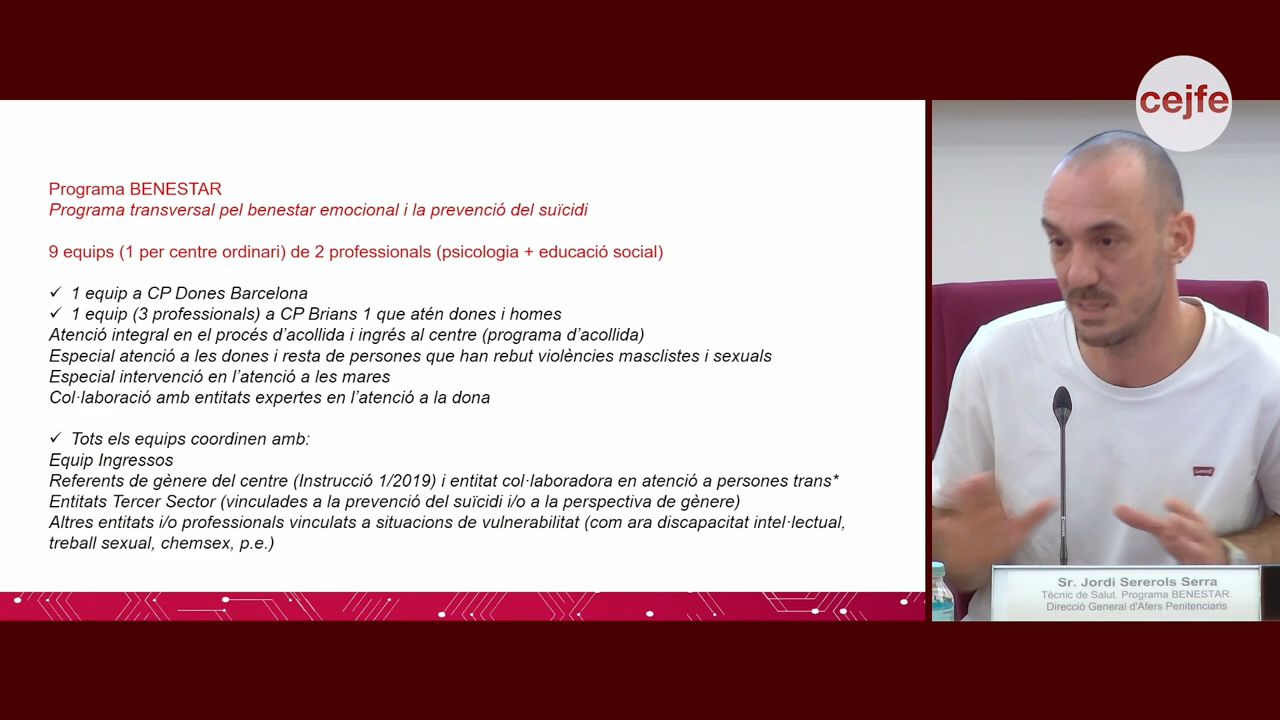 cejfe
Programa BENESTAR
Programa transversal pel benestar emocional i la prevenció del suïcidi
9 equips (1 per centre ordinari) de 2 professionals (psicologia + educació social)
✓ 1 equip a CP Dones Barcelona
✓ 1 equip (3 professionals) a CP Brians 1 que atén dones i homes
Atenció integral en el procés d'acollida i ingrés al centre (programa d'acollida)
Especial atenció a les dones i resta de persones que han rebut violències masclistes i sexuals
Especial intervenció en l'atenció a les mares
Col·laboració amb entitats expertes en l'atenció a la dona
✓ Tots els equips coordinen amb:
Equip Ingressos
Referents de gènere del centre (Instrucció 1/2019) i entitat col·laboradora en atenció a persones trans*
Entitats Tercer Sector (vinculades a la prevenció del suïcidi i/o a la perspectiva de gènere)
Altres entitats i/o professionals vinculats a situacions de vulnerabilitat (com ara discapacitat intel·lectual,
treball sexual, chemsex, p.e.)
Sr. Jordi Sererols Serra
Tècnic de Salut. Programa BENESTAR.
Direcció General d'Afers Penitenciaris